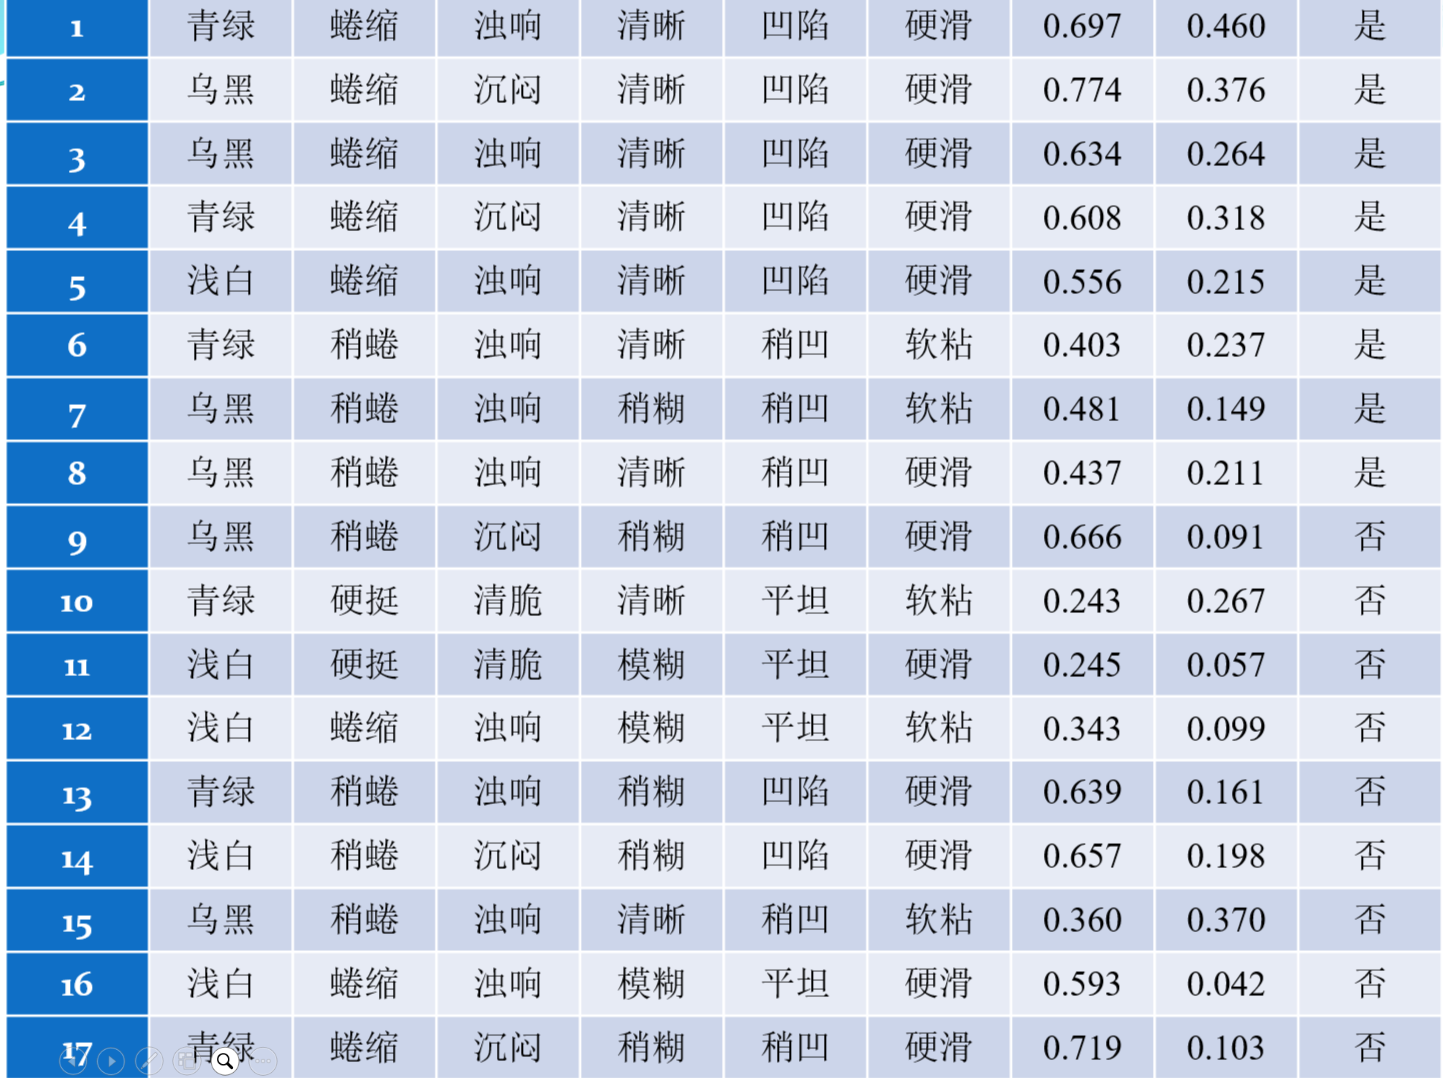 1 青绿 蜷缩 浊响 清晰 凹陷 硬滑 0.697 0.460 是
2 乌黑 蜷缩 沉闷 清晰 凹陷 硬滑 0.774 0.376 是
3 乌黑 蜷缩 浊响 清晰 凹陷 硬滑 0.634 0.264 是
4 青绿 蜷缩 沉闷 清晰 凹陷 硬滑 0.608 0.318 是
5 浅白 蜷缩 浊响 清晰 凹陷 硬滑 0.556 0.215 是
6 青绿 稍蜷 浊响 清晰 稍凹 软粘 0.403 0.237 是
7 乌黑 稍蜷 浊响 稍糊 稍凹 软粘 0.481 0.149 是
8 乌黑 稍蜷 浊响 清晰 稍凹 硬滑 0.437 0.211 是
9 乌黑 稍蜷 沉闷 稍糊 稍凹 硬滑 0.666 0.091 否
10 青绿 硬挺 清脆 清晰 平坦 软粘 0.243 0.267 否
11 浅白 硬挺 清脆 模糊 平坦 硬滑 0.245 0.057 否
12 浅白 蜷缩 浊响 模糊 平坦 软粘 0.343 0.099 否
13 青绿 稍蜷 浊响 稍糊 凹陷 硬滑 0.639 0.161 否
14 浅白 稍蜷 沉闷 稍糊 凹陷 硬滑 0.657 0.198 否
15 乌黑 稍蜷 浊响 清晰 稍凹 软粘 0.360 0.370 否
16 浅白 蜷缩 浊响 模糊 平坦 硬滑 0.593 0.042 否
17 青绿 蜷缩 沉闷 稍糊 稍凹 硬滑 0.719 0.103 否